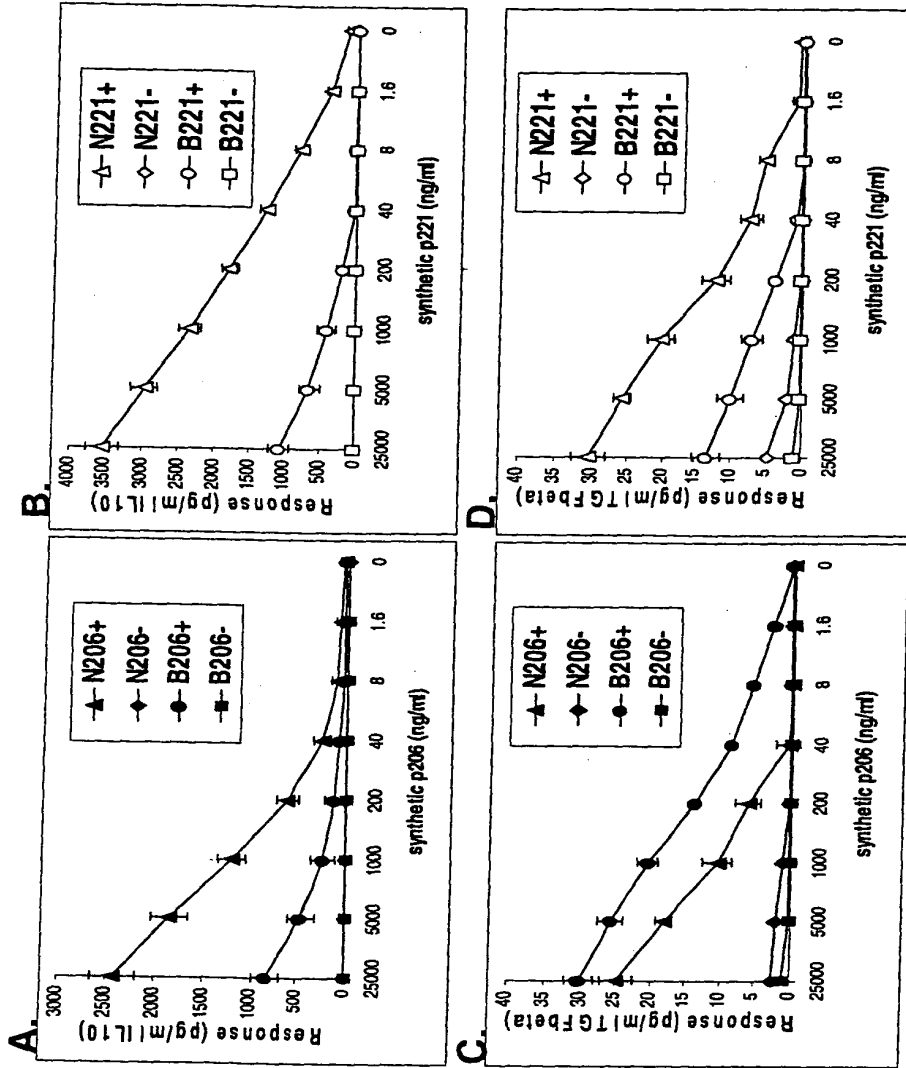 A.
Response (pg/ml IL10)
3000
2500
2000
1500
1000
500
0
25000 5000 1000 200 40 8 1.6 0
synthetic p206 (ng/ml)
N206+
N206-
B206+
B206-
B.
Response (pg/ml IL10)
4000
3500
3000
2500
2000
1500
1000
500
0
25000 5000 1000 200 40 8 1.6 0
synthetic p221 (ng/ml)
N221+
N221-
B221+
B221-
C.
Response (pg/ml TGFbeta)
40
35
30
25
20
15
10
5
0
25000 5000 1000 200 40 8 1.6 0
synthetic p206 (ng/ml)
N206+
N206-
B206+
B206-
D.
Response (pg/ml TGFbeta)
40
35
30
25
20
15
10
5
0
25000 5000 1000 200 40 8 1.6 0
synthetic p221 (ng/ml)
N221+
N221-
B221+
B221-